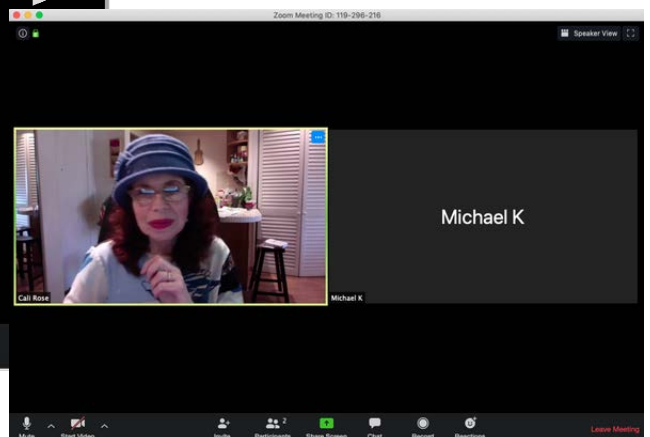 Zoom Meeting ID: 119-296-216
Speaker View
Michael K
Cali Rose
Michael K
2
Mute
Start Video
Invite
Participants
Share Screen
Chat
Record
Reactions
Leave Meeting